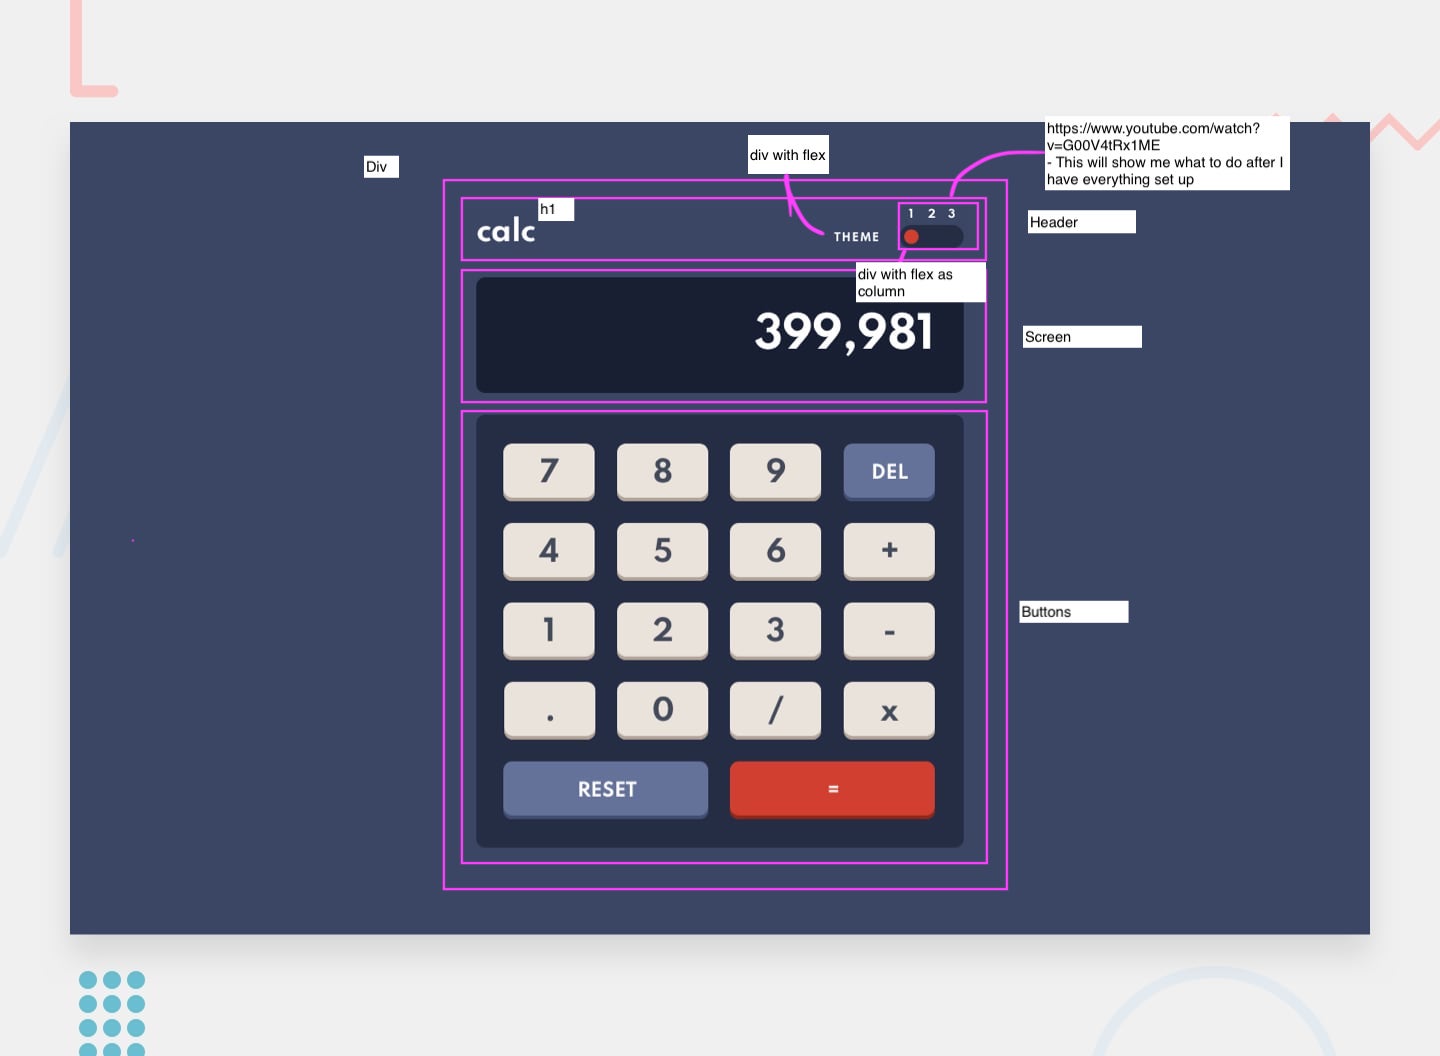 https://www.youtube.com/watch?
v=G00V4tRx1ME
- This will show me what to do after I
have everything set up
div with flex
Div
h1
calc
THEME
1 2 3
Header
div with flex as
column
399,981
Screen
7 8 9 DEL
4 5 6 +
1 2 3 -
Buttons
. 0 / x
RESET =